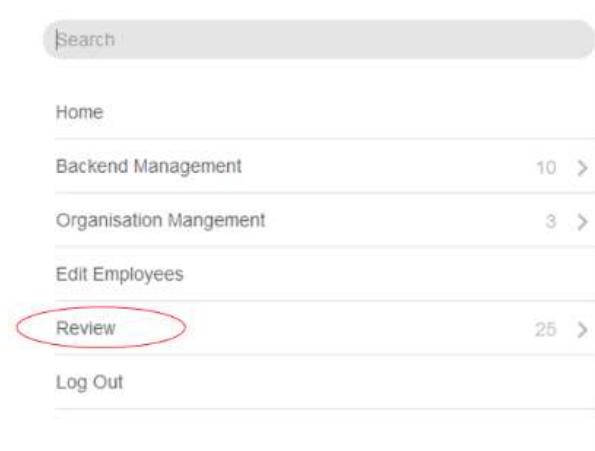 Search
Home
Backend Management 10 >
Organisation Mangement 3 >
Edit Employees
Review 25 >
Log Out